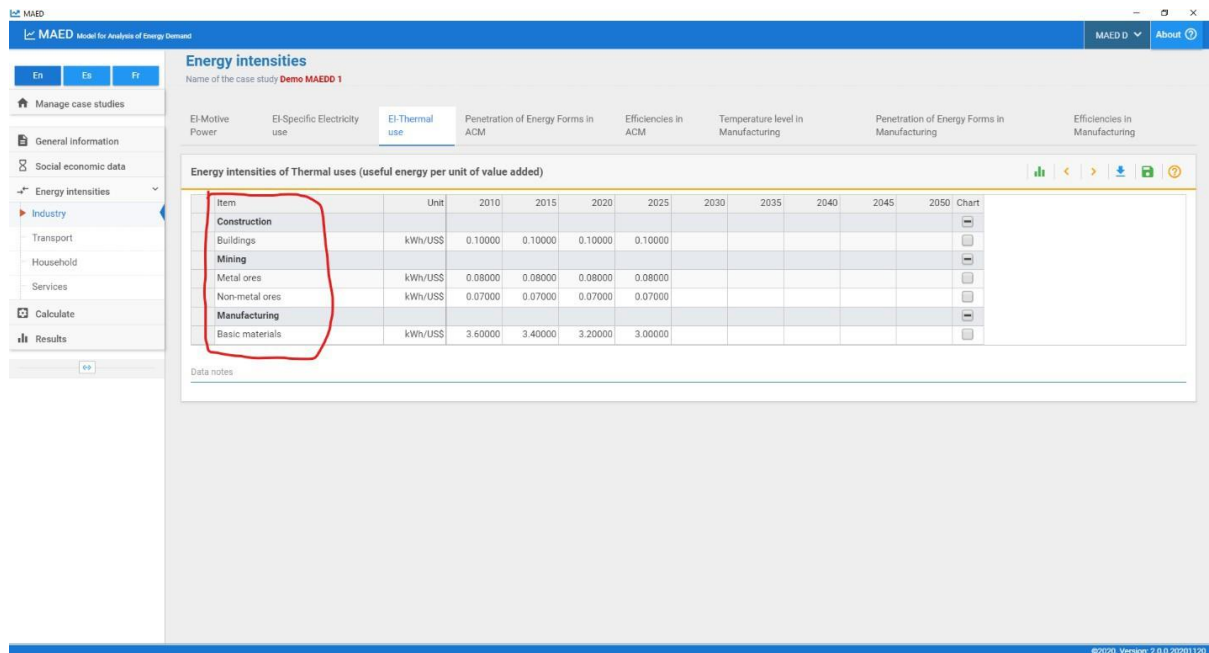 MAED
MAED Model for Analysis of Energy Demand
MAED D
About
En Es Fr
Manage case studies
General information
Social economic data
Energy intensities
Industry
Transport
Household
Services
Calculate
Results
Energy intensities
Name of the case study Demo MAEDD 1
EI-Motive Power
EI-Specific Electricity use
EI-Thermal use
Penetration of Energy Forms in ACM
Efficiencies in ACM
Temperature level in Manufacturing
Penetration of Energy Forms in Manufacturing
Efficiencies in Manufacturing
Energy intensities of Thermal uses (useful energy per unit of value added)
Item Unit 2010 2015 2020 2025 2030 2035 2040 2045 2050 Chart
Construction
Buildings kWh/US$ 0.10000 0.10000 0.10000 0.10000
Mining
Metal ores kWh/US$ 0.08000 0.08000 0.08000 0.08000
Non-metal ores kWh/US$ 0.07000 0.07000 0.07000 0.07000
Manufacturing
Basic materials kWh/US$ 3.60000 3.40000 3.20000 3.00000
Data notes
©2020. Version: 2.0.0.20201120